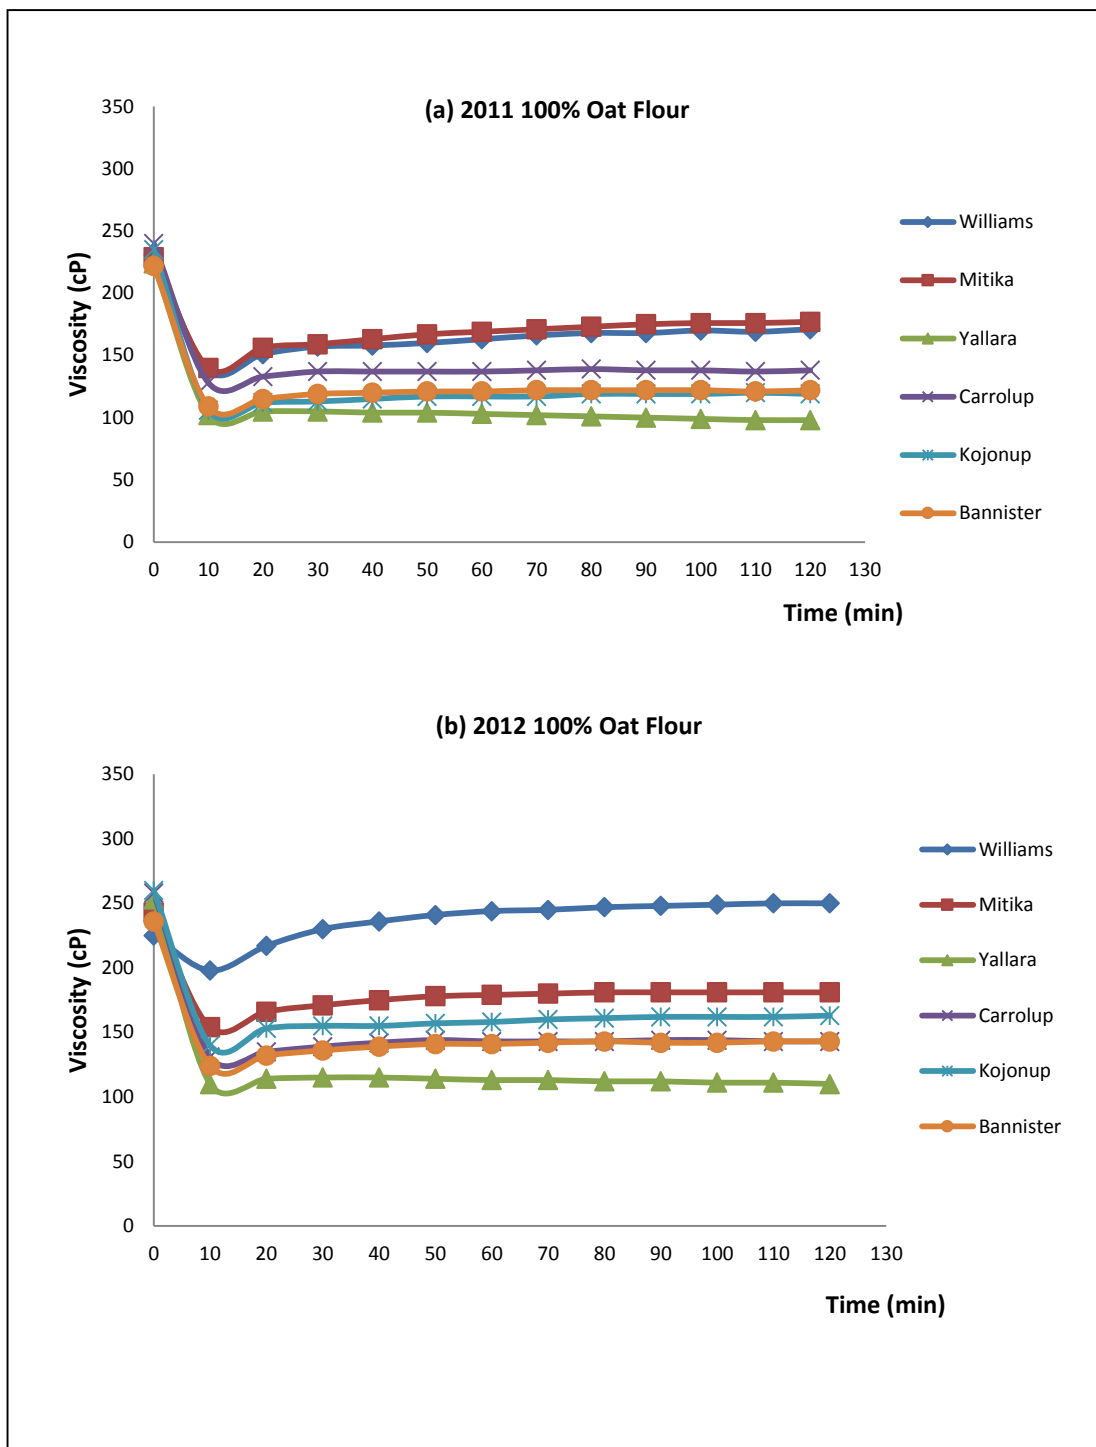 (a) 2011 100% Oat Flour
350
300
250
200
150
100
50
0
Viscosity (cP)
0 10 20 30 40 50 60 70 80 90 100 110 120 130
Time (min)
Williams
Mitika
Yallara
Carrolup
Kojonup
Bannister
(b) 2012 100% Oat Flour
350
300
250
200
150
100
50
0
Viscosity (cP)
0 10 20 30 40 50 60 70 80 90 100 110 120 130
Time (min)
Williams
Mitika
Yallara
Carrolup
Kojonup
Bannister